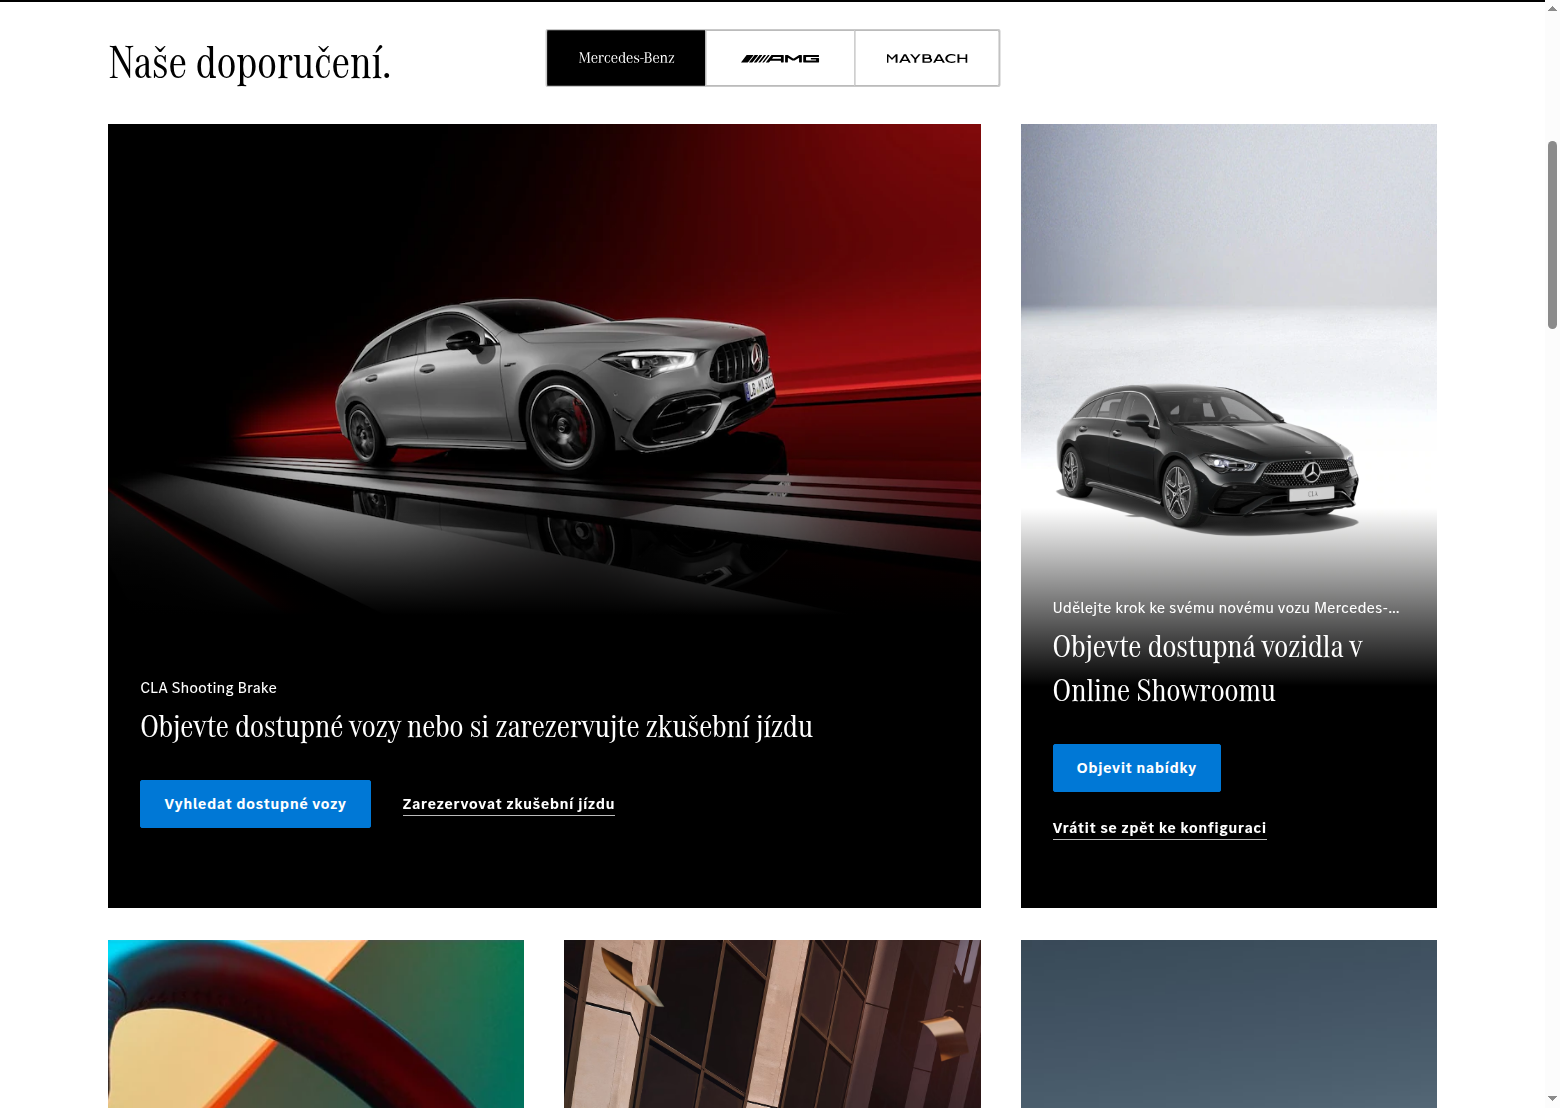 Naše doporučení.
Mercedes-Benz
AMG
MAYBACH
CLA Shooting Brake
Objevte dostupné vozy nebo si zarezervujte zkušební jízdu
Vyhledat dostupné vozy
Zarezervovat zkušební jízdu
CLA
Udělejte krok ke svému novému vozu Mercedes-...
Objevte dostupná vozidla v
Online Showroomu
Objevit nabídky
Vrátit se zpět ke konfiguraci